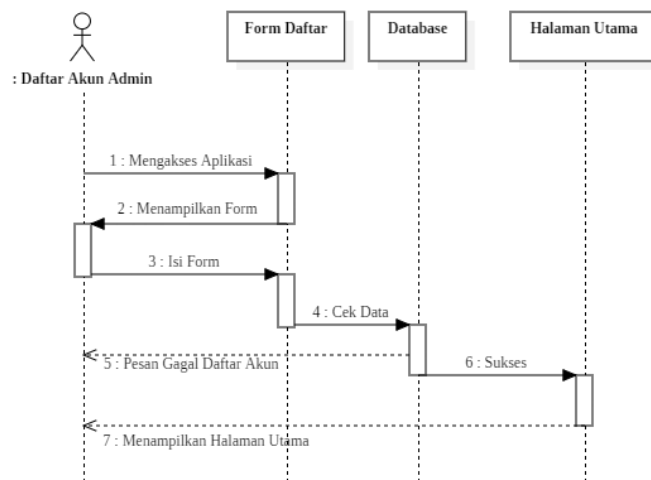 Form Daftar
Database
Halaman Utama
: Daftar Akun Admin
1 : Mengakses Aplikasi
2 : Menampilkan Form
3 : Isi Form
4 : Cek Data
5 : Pesan Gagal Daftar Akun
6 : Sukses
7 : Menampilkan Halaman Utama